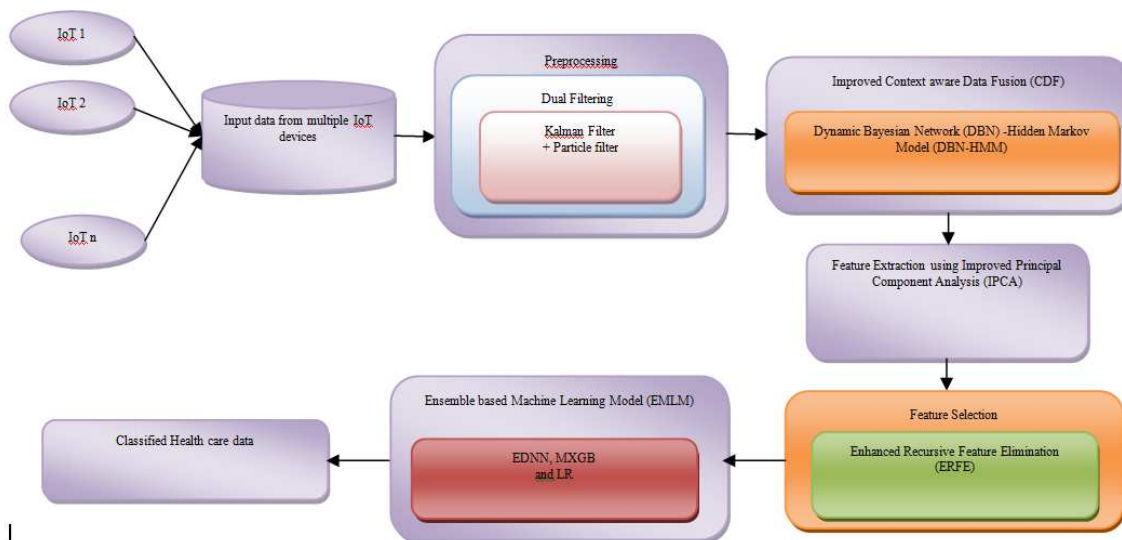 IoT 1
IoT 2
IoT n
Input data from multiple IoT
devices
Preprocessing
Dual Filtering
Kalman Filter
+ Particle filter
Improved Context aware Data Fusion (CDF)
Dynamic Bayesian Network (DBN) -Hidden Markov
Model (DBN-HMM)
Feature Extraction using Improved Principal
Component Analysis (IPCA)
Feature Selection
Enhanced Recursive Feature Elimination
(ERFE)
Ensemble based Machine Learning Model (EMLM)
EDNN, MXGB
and LR
Classified Health care data